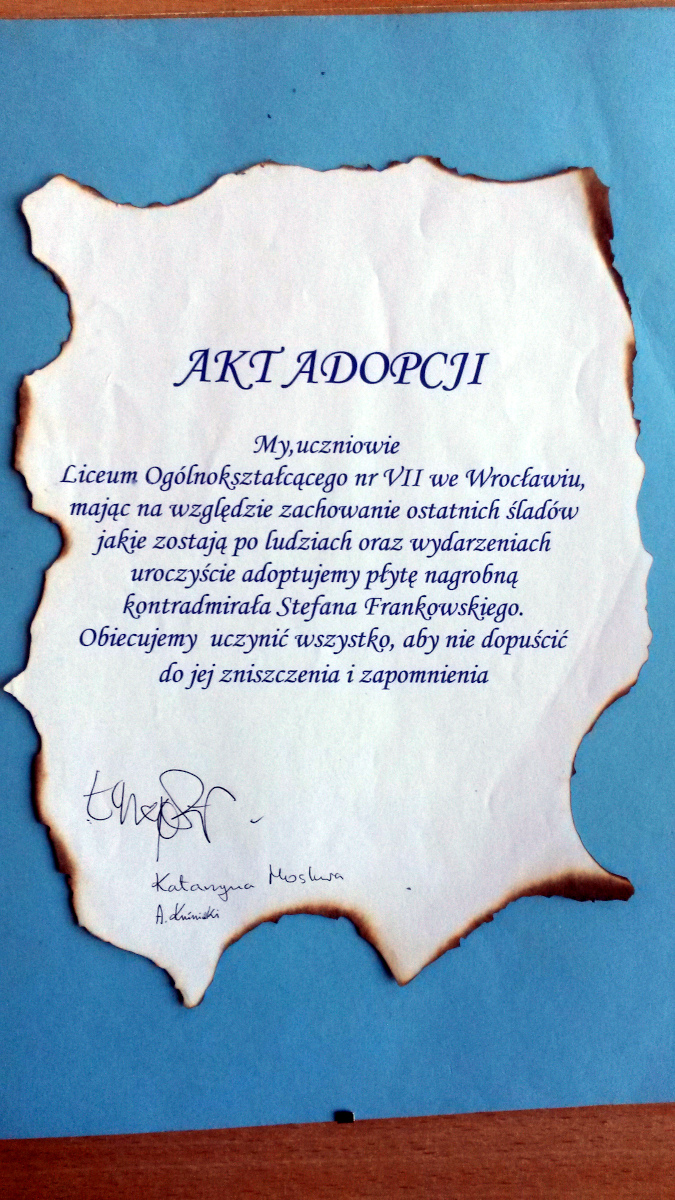 AKT ADOPCJI
My,uczniowie
Liceum Ogólnokształcącego nr VII we Wrocławiu,
mając na względzie zachowanie ostatnich śladów
jakie zostają po ludziach oraz wydarzeniach
uroczyście adoptujemy płytę nagrobną
kontradmirała Stefana Frankowskiego.
Obiecujemy uczynić wszystko, aby nie dopuścić
do jej zniszczenia i zapomnienia
Katarzyna
A.